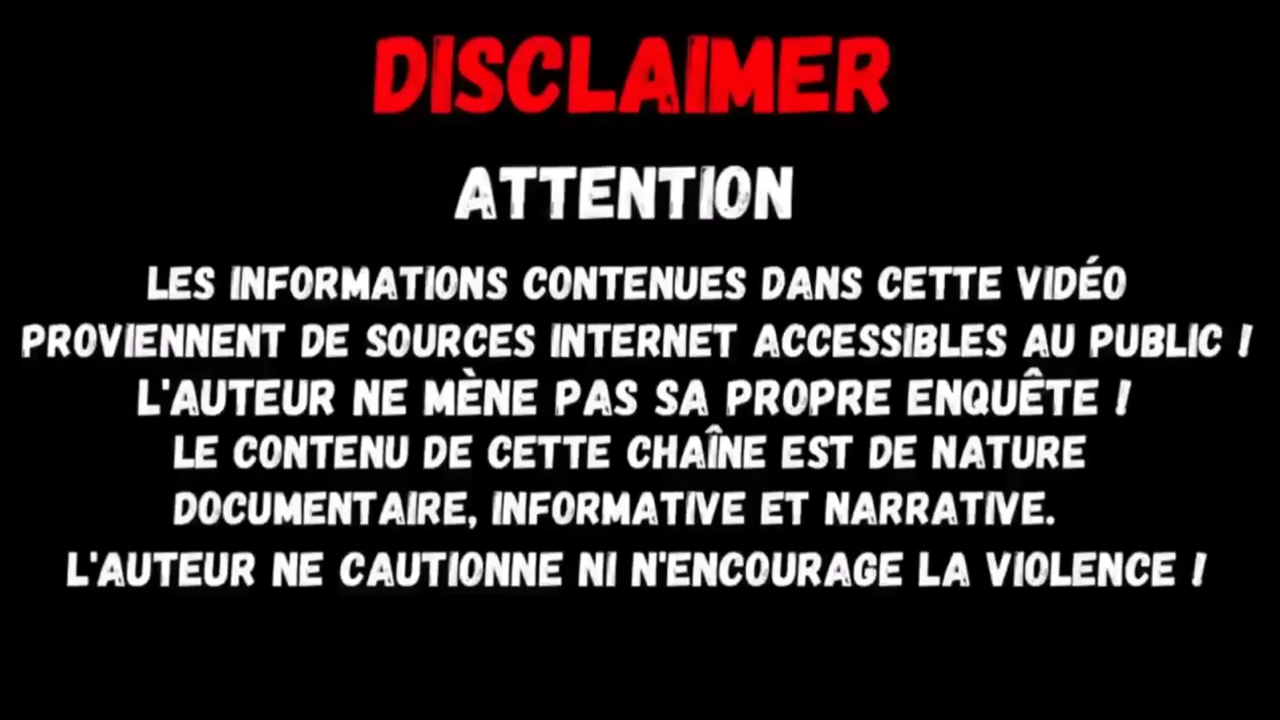 DISCLAIMER
ATTENTION
LES INFORMATIONS CONTENUES DANS CETTE VIDÉO
PROVIENNENT DE SOURCES INTERNET ACCESSIBLES AU PUBLIC !
L'AUTEUR NE MÈNE PAS SA PROPRE ENQUÊTE !
LE CONTENU DE CETTE CHAÎNE EST DE NATURE
DOCUMENTAIRE, INFORMATIVE ET NARRATIVE.
L'AUTEUR NE CAUTIONNE NI N'ENCOURAGE LA VIOLENCE !